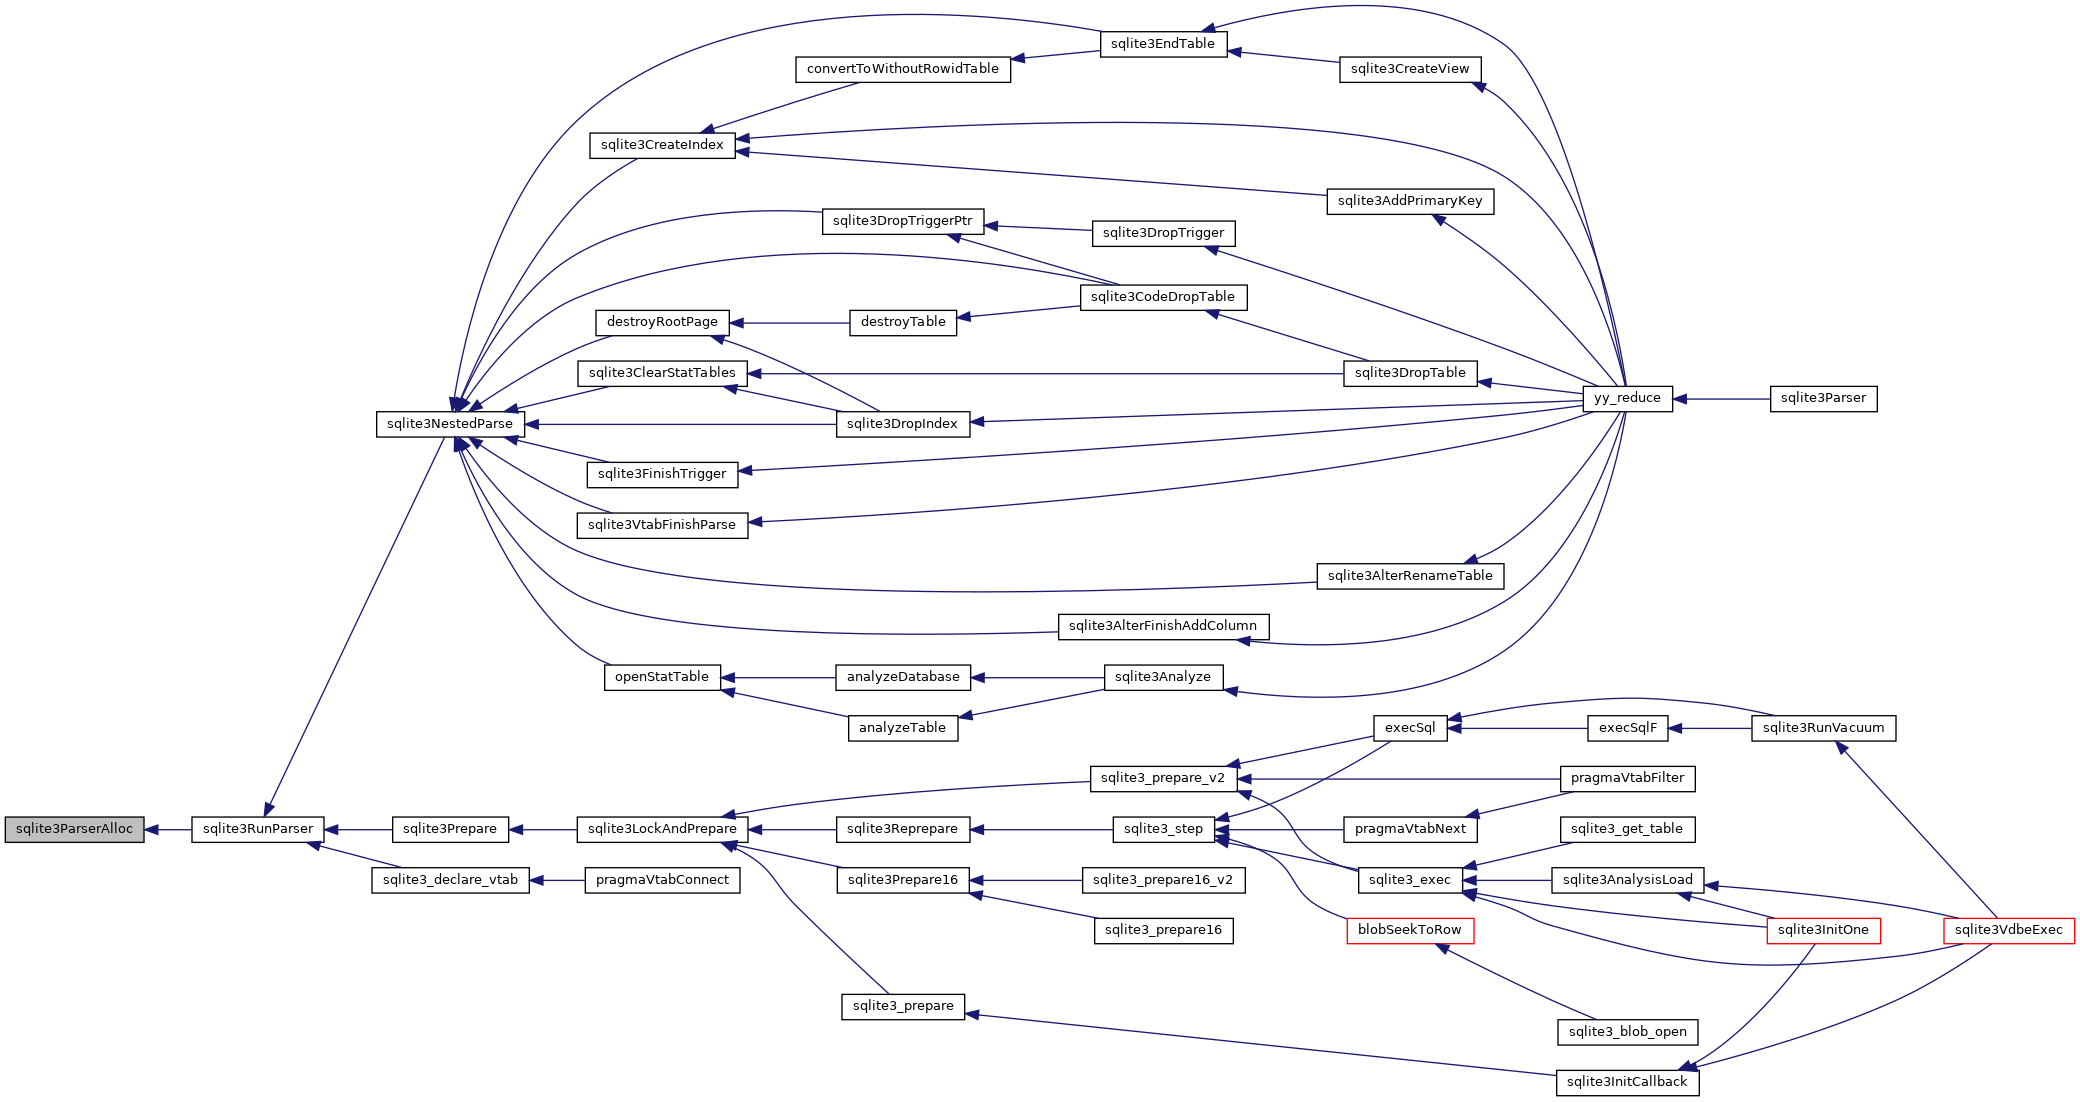 sqlite3EndTable
convertToWithoutRowidTable
sqlite3CreateView
sqlite3CreateIndex
sqlite3AddPrimaryKey
sqlite3DropTriggerPtr
sqlite3DropTrigger
sqlite3CodeDropTable
destroyRootPage
destroyTable
sqlite3ClearStatTables
sqlite3DropTable
yy_reduce
sqlite3Parser
sqlite3NestedParse
sqlite3DropIndex
sqlite3FinishTrigger
sqlite3VtabFinishParse
sqlite3AlterRenameTable
sqlite3AlterFinishAddColumn
openStatTable
analyzeDatabase
sqlite3Analyze
analyzeTable
execSql
execSqlF
sqlite3RunVacuum
sqlite3_prepare_v2
pragmaVtabFilter
sqlite3ParserAlloc
sqlite3RunParser
sqlite3Prepare
sqlite3LockAndPrepare
sqlite3Reprepare
sqlite3_step
pragmaVtabNext
sqlite3_get_table
sqlite3_declare_vtab
pragmaVtabConnect
sqlite3Prepare16
sqlite3_prepare16_v2
sqlite3_exec
sqlite3AnalysisLoad
sqlite3_prepare16
blobSeekToRow
sqlite3InitOne
sqlite3VdbeExec
sqlite3_prepare
sqlite3_blob_open
sqlite3InitCallback